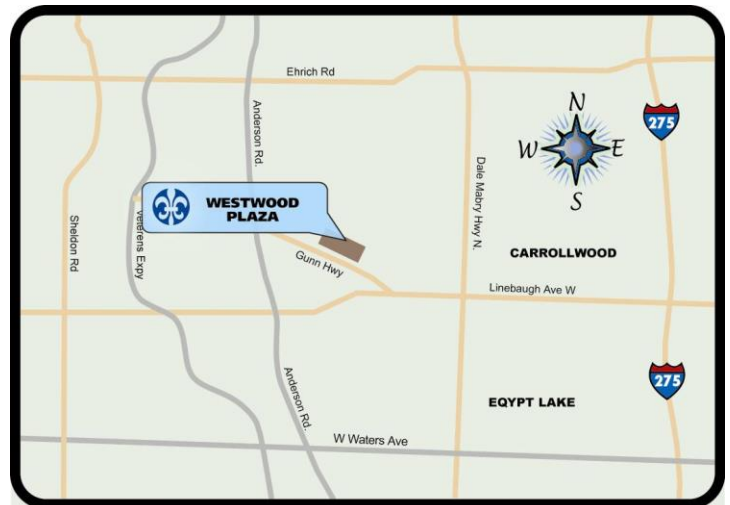 Ehrich Rd
Anderson Rd.
N
275
W
E
S
Dale Mabry Hwy N.
WESTWOOD
PLAZA
Sheldon Rd
Veterens Expy
Gunn Hwy
CARROLLWOOD
Linebaugh Ave W
275
Anderson Rd.
EQYPT LAKE
W Waters Ave